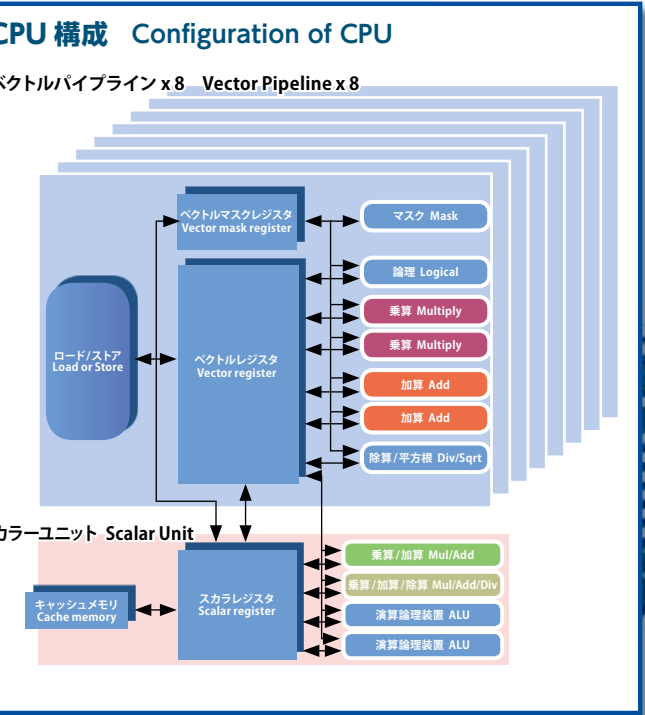 CPU 構成 Configuration of CPU
ベクトルパイプライン x 8 Vector Pipeline x 8
ベクトルマスクレジスタ
Vector mask register
マスク Mask
論理 Logical
乗算 Multiply
乗算 Multiply
ロード/ストア
Load or Store
ベクトルレジスタ
Vector register
加算 Add
加算 Add
除算/平方根 Div/Sqrt
カラーユニット Scalar Unit
乗算/加算 Mul/Add
乗算/加算/除算 Mul/Add/Div
キャッシュメモリ
Cache memory
スカラレジスタ
Scalar register
演算論理装置 ALU
演算論理装置 ALU